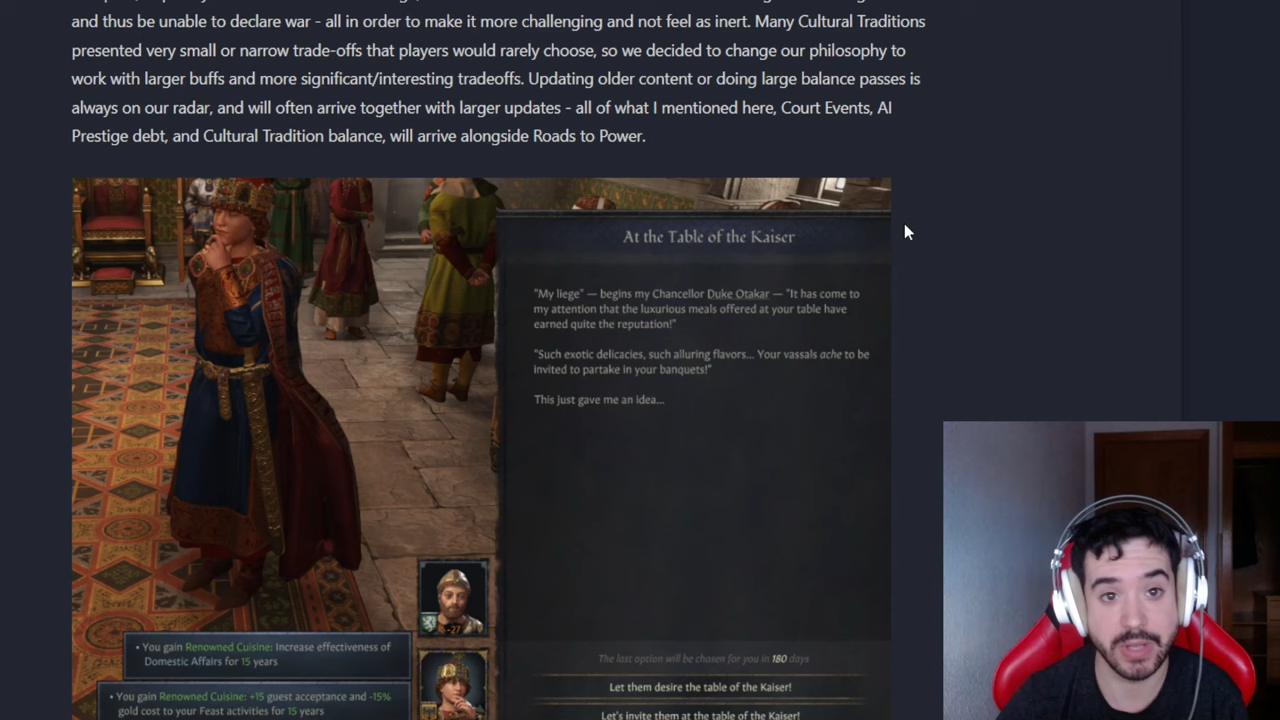 and thus be unable to declare war - all in order to make it more challenging and not feel as inert. Many Cultural Traditions
presented very small or narrow trade-offs that players would rarely choose, so we decided to change our philosophy to
work with larger buffs and more significant/interesting tradeoffs. Updating older content or doing large balance passes is
always on our radar, and will often arrive together with larger updates - all of what I mentioned here, Court Events, AI
Prestige debt, and Cultural Tradition balance, will arrive alongside Roads to Power.
At the Table of the Kaiser
"My liege" — begins my Chancellor Duke Otakar — "It has come to
my attention that the luxurious meals offered at your table have
earned quite the reputation!"
"Such exotic delicacies, such alluring flavors... Your vassals ache to be
invited to partake in your banquets!"
This just gave me an idea...
• You gain Renowned Cuisine: Increase effectiveness of
Domestic Affairs for 15 years
• You gain Renowned Cuisine: +15 guest acceptance and -15%
gold cost to your Feast activities for 15 years
The last option will be chosen for you in 180 days
Let them desire the table of the Kaiser!
Let's invite them at the table of the Kaiser!